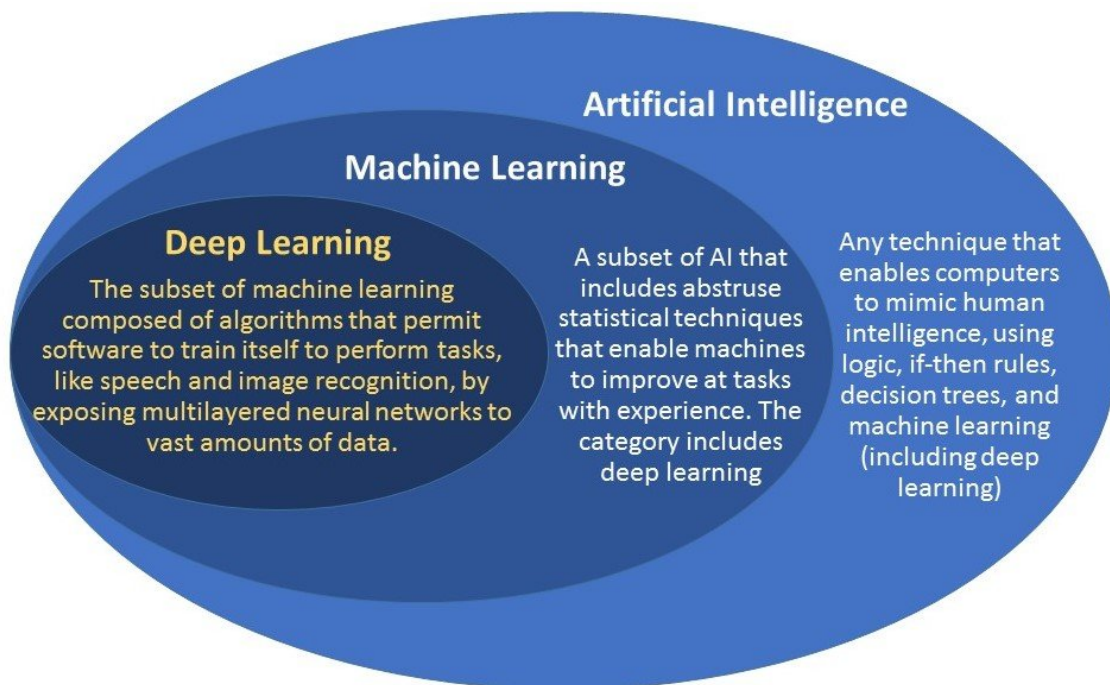 Artificial Intelligence
Machine Learning
Deep Learning
The subset of machine learning
composed of algorithms that permit
software to train itself to perform tasks,
like speech and image recognition, by
exposing multilayered neural networks to
vast amounts of data.
A subset of AI that
includes abstruse
statistical techniques
that enable machines
to improve at tasks
with experience. The
category includes
deep learning
Any technique that
enables computers
to mimic human
intelligence, using
logic, if-then rules,
decision trees, and
machine learning
(including deep
learning)